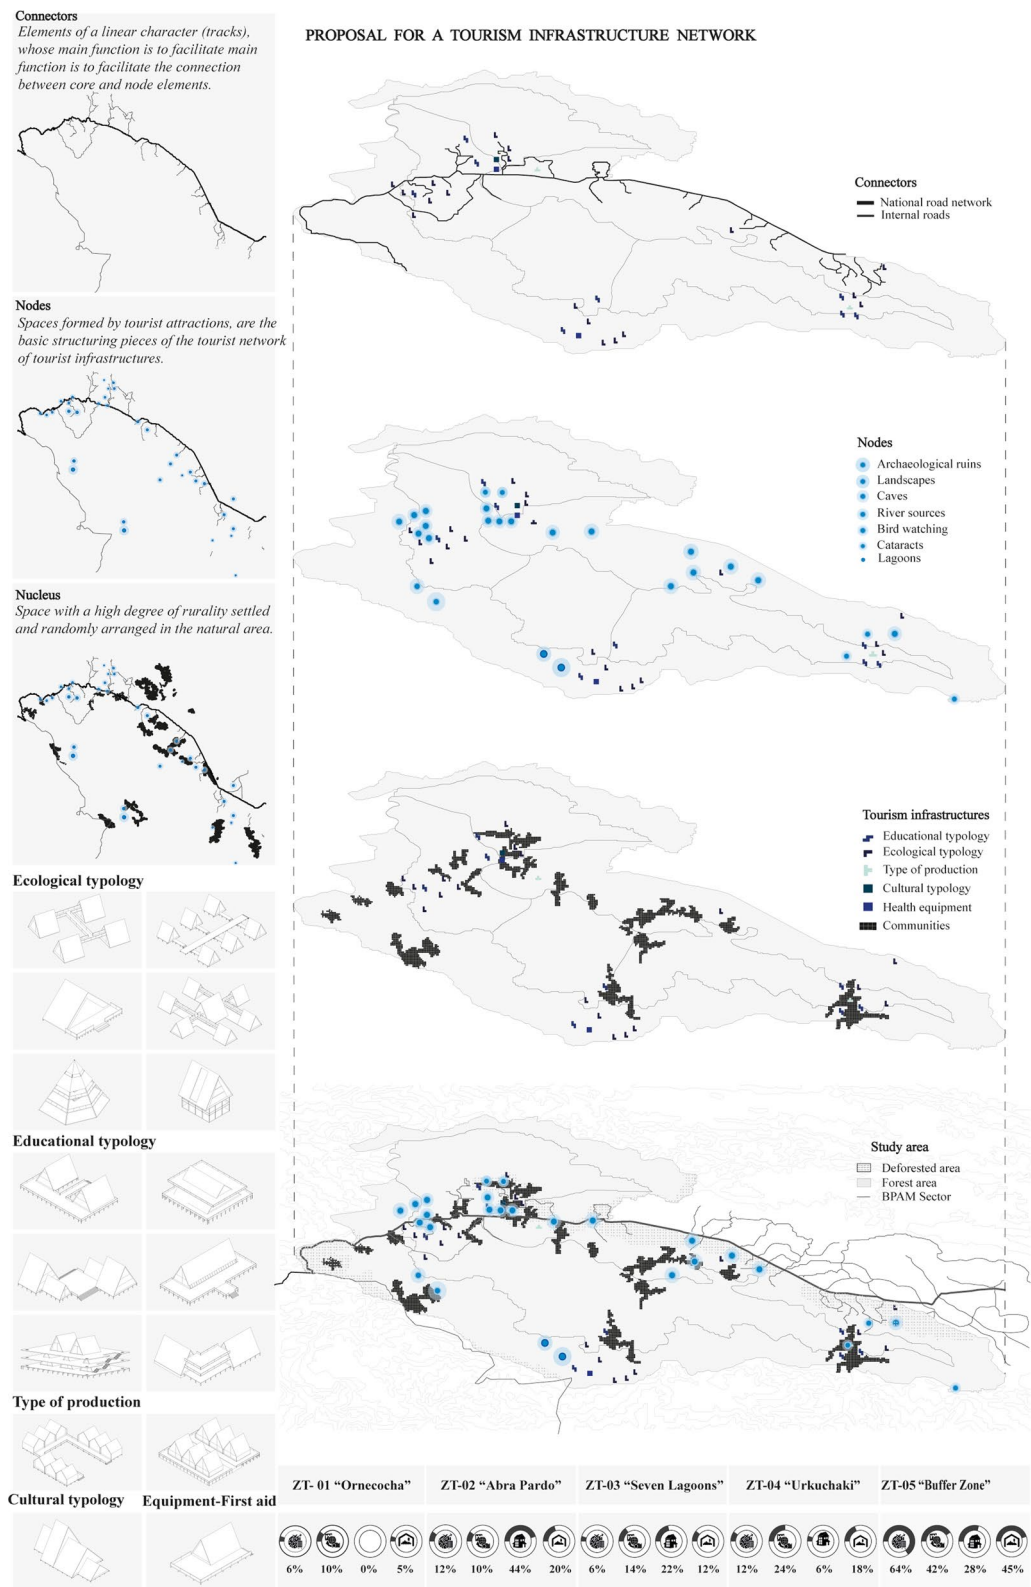 Connectors
Elements of a linear character (tracks),
whose main function is to facilitate main
function is to facilitate the connection
between core and node elements.
PROPOSAL FOR A TOURISM INFRASTRUCTURE NETWORK
Connectors
National road network
Internal roads
Nodes
Spaces formed by tourist attractions, are the
basic structuring pieces of the tourist network
of tourist infrastructures.
Nodes
Archaeological ruins
Landscapes
Caves
River sources
Bird watching
Cataracts
Lagoons
Nucleus
Space with a high degree of rurality settled
and randomly arranged in the natural area.
Tourism infrastructures
Educational typology
Ecological typology
Type of production
Cultural typology
Health equipment
Communities
Ecological typology
Educational typology
Study area
Deforested area
Forest area
BPAM Sector
Type of production
Cultural typology
Equipment-First aid
ZT- 01 “Ornecocha”
ZT-02 “Abra Pardo”
ZT-03 “Seven Lagoons”
ZT-04 “Urkuchaki”
ZT-05 “Buffer Zone”
6% 10% 0% 5% 12% 10% 44% 20% 6% 14% 22% 12% 12% 24% 6% 18% 64% 42% 28% 45%